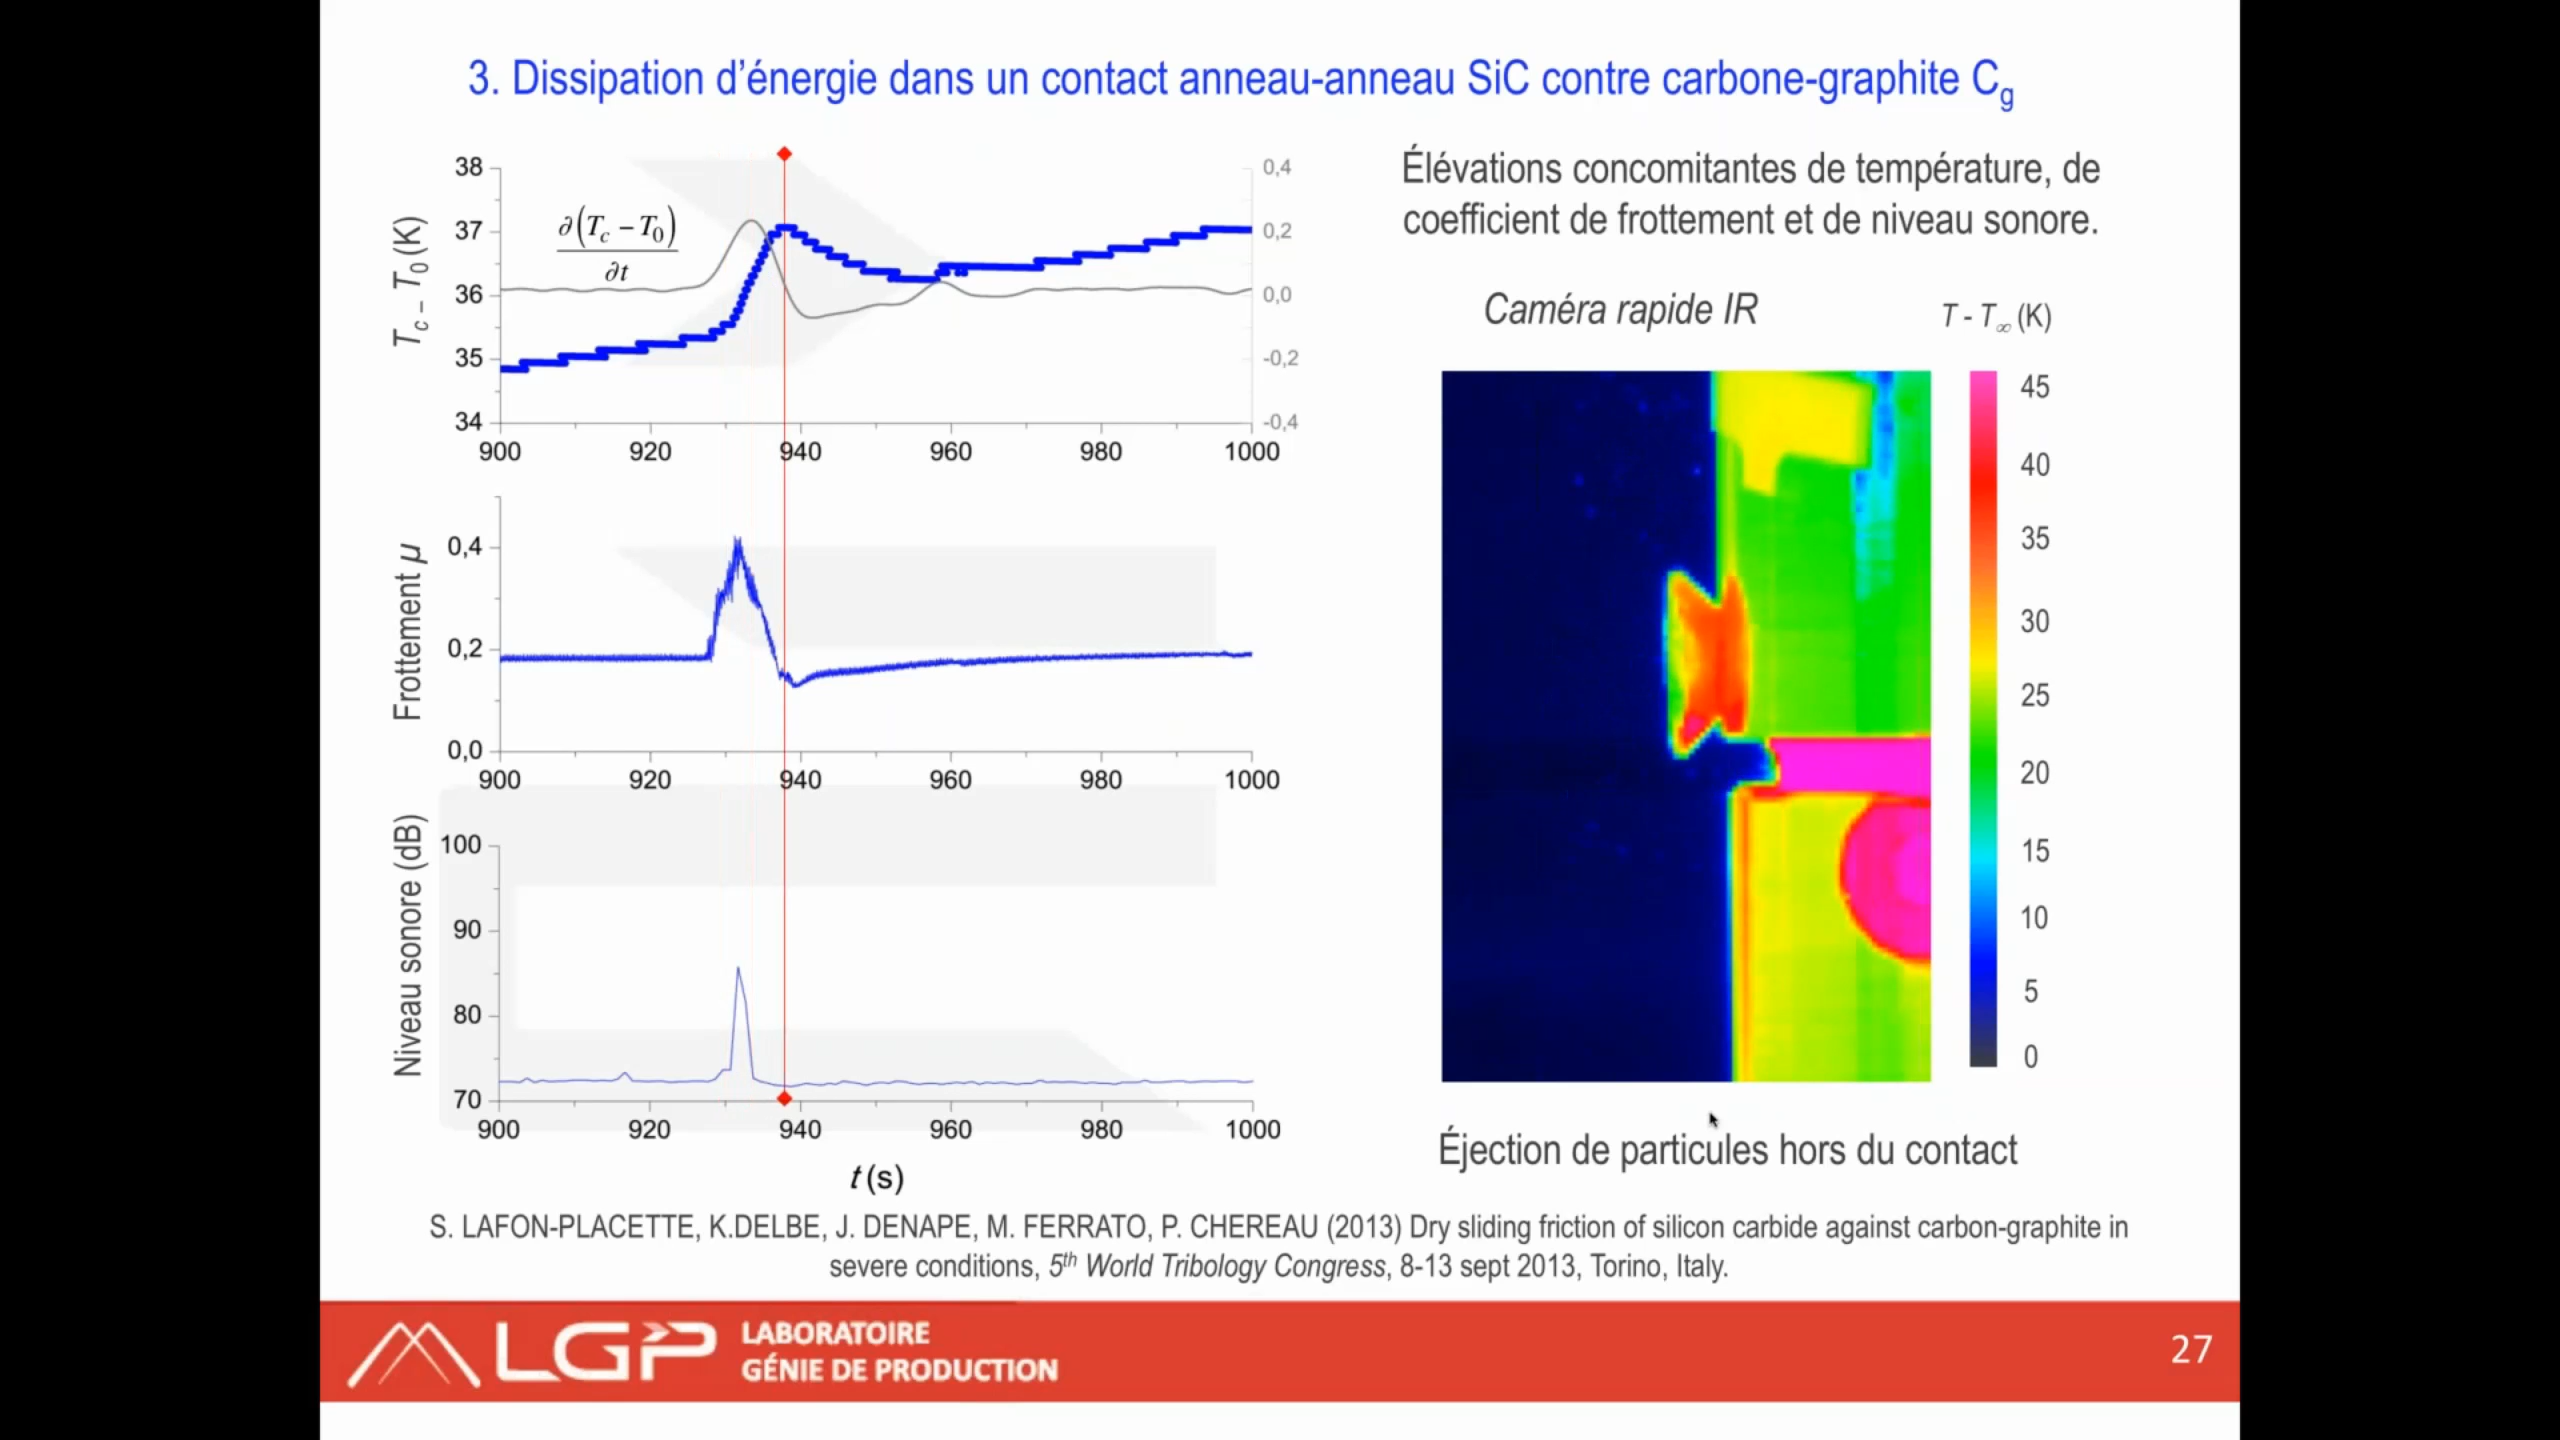 3. Dissipation d’énergie dans un contact anneau-anneau SiC contre carbone-graphite Cg
38
37
36
35
34
Tc – T0 (K)
∂(Tc – T0)
∂t
0,4
0,2
0,0
-0,2
-0,4
900 920 940 960 980 1000
0,4
0,2
0,0
Frottement μ
900 920 940 960 980 1000
100
90
80
70
Niveau sonore (dB)
900 920 940 960 980 1000
t (s)
Élévations concomitantes de température, de
coefficient de frottement et de niveau sonore.
Caméra rapide IR
T - T∞ (K)
45
40
35
30
25
20
15
10
5
0
Éjection de particules hors du contact
S. LAFON-PLACETTE, K.DELBE, J. DENAPE, M. FERRATO, P. CHEREAU (2013) Dry sliding friction of silicon carbide against carbon-graphite in
severe conditions, 5th World Tribology Congress, 8-13 sept 2013, Torino, Italy.
LGP
LABORATOIRE
GÉNIE DE PRODUCTION
27